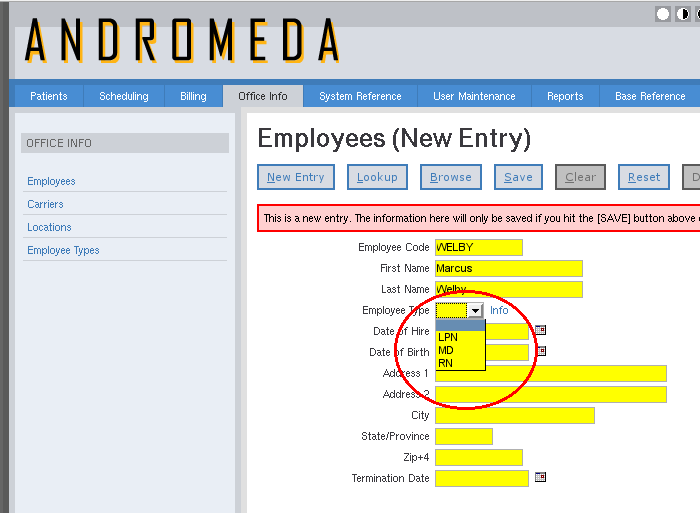 ANDROMEDA
Patients Scheduling Billing Office Info System Reference User Maintenance Reports Base Reference
OFFICE INFO
Employees
Carriers
Locations
Employee Types
Employees (New Entry)
New Entry Lookup Browse Save Clear Reset D
This is a new entry. The information here will only be saved if you hit the [SAVE] button above
Employee Code WELBY
First Name Marcus
Last Name Welby
Employee Type Info
LPN
MD
RN
Date of Hire
Date of Birth
Address 1
Address 2
City
State/Province
Zip+4
Termination Date